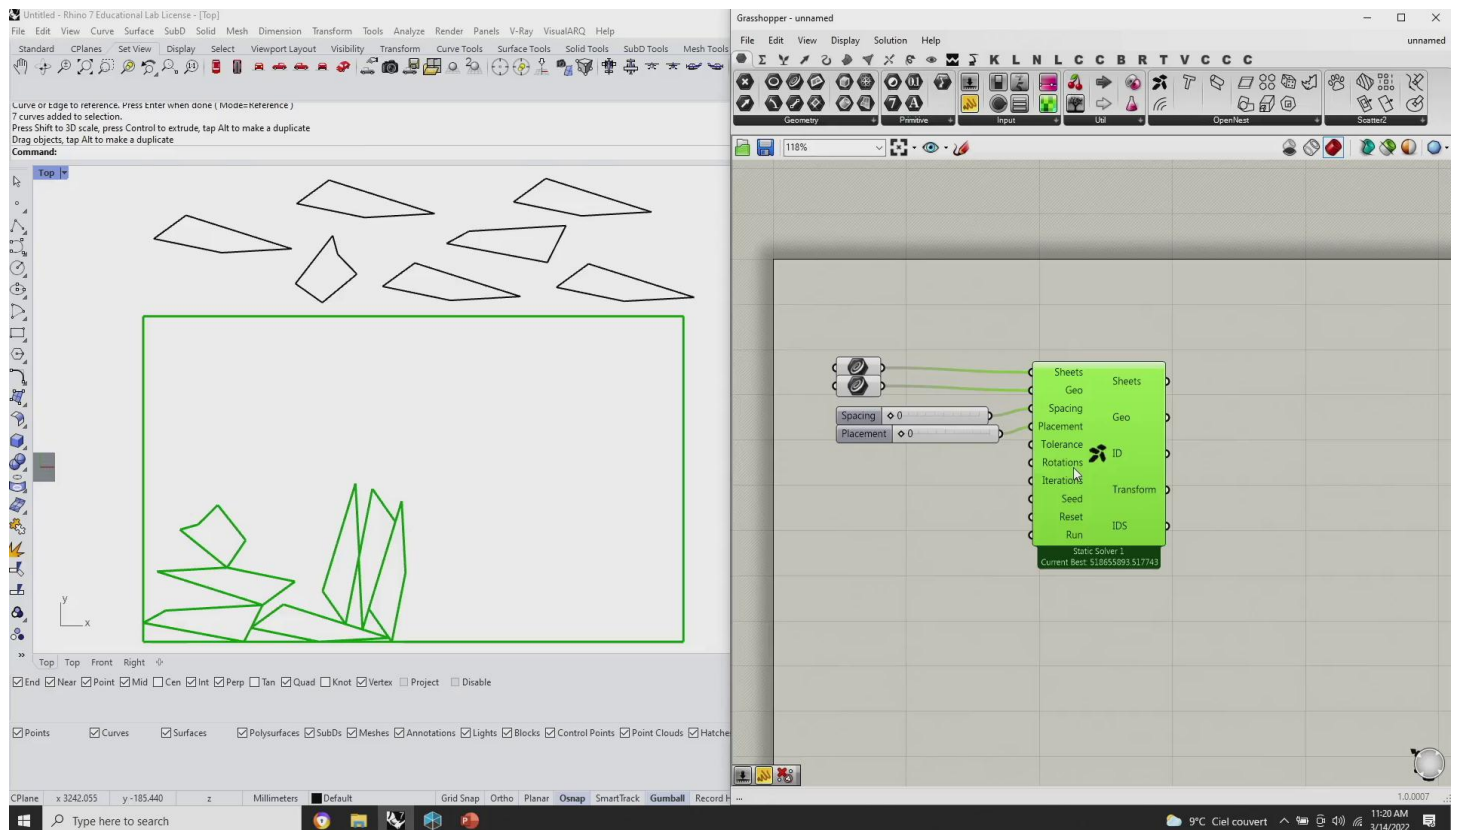 Untitled - Rhino 7 Educational Lab License - [Top]
File Edit View Curve Surface SubD Solid Mesh Dimension Transform Tools Analyze Render Panels V-Ray VisualARQ Help
Standard CPlanes Set View Display Select Viewport Layout Visibility Transform Curve Tools Surface Tools Solid Tools SubD Tools Mesh Tools
Curve or Edge to reference. Press Enter when done ( Mode=Reference )
7 curves added to selection.
Press Shift to 3D scale, press Control to extrude, tap Alt to make a duplicate
Drag objects, tap Alt to make a duplicate
Command:
Top
y
x
Top Top Front Right
End Near Point Mid Cen Int Perp Tan Quad Knot Vertex Project Disable
Points Curves Surfaces Polysurfaces SubDs Meshes Annotations Lights Blocks Control Points Point Clouds Hatche
CPlane x 3242.055 y -185.440 z Millimeters Default Grid Snap Ortho Planar Osnap SmartTrack Gumball Record H
Grasshopper - unnamed
File Edit View Display Solution Help unnamed
K L N L C C B R T V C C C
Geometry Primitive Input Util OpenNest Scatter2
118%
Spacing 0
Placement 0
Sheets
Geo
Spacing
Placement
Tolerance
Rotations
Iterations
Seed
Reset
Run
Sheets
Geo
ID
Transform
IDS
Static Solver 1
Current Best: 518655893.517743
...
1.0.0007
Type here to search
9°C Ciel couvert
11:20 AM
3/14/2022